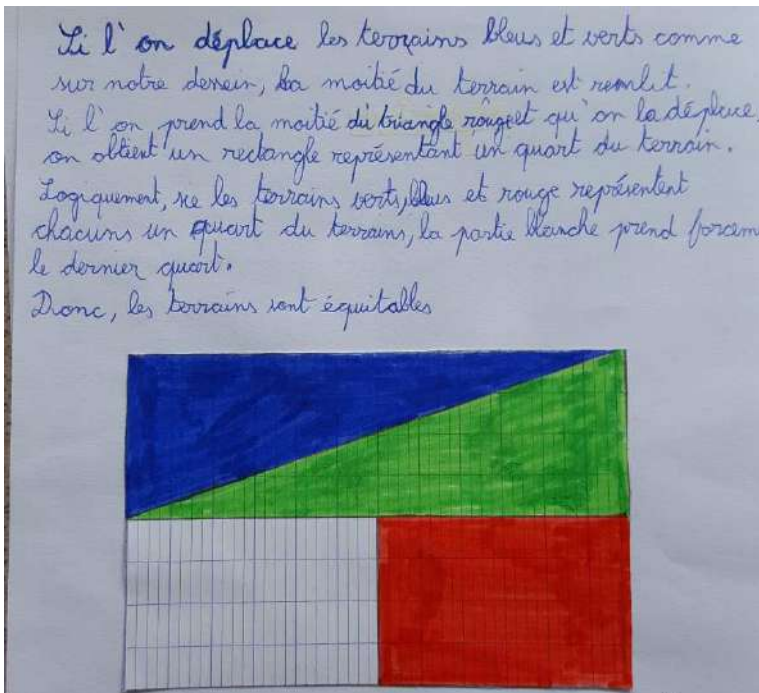 Si l'on déplace les terrains bleus et verts comme
sur notre dessein, la moitié du terrain est remlit.
Si l'on prend la moitié du triangle rouge et qu'on la déplace,
on obtient un rectangle représentant un quart du terrain.
Logiquement, sie les terrains verts, bleus et rouge représentent
chacuns un quart du terrains, la partie blanche prend forcem
le dernier quart.
Donc, les terrains sont équitables